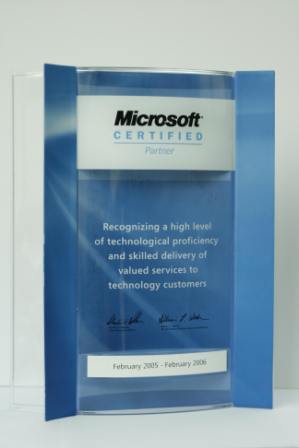 Microsoft
CERTIFIED
Partner
Recognizing a high level
of technological proficiency
and skilled delivery of
valued services to
technology customers
February 2005 - February 2006